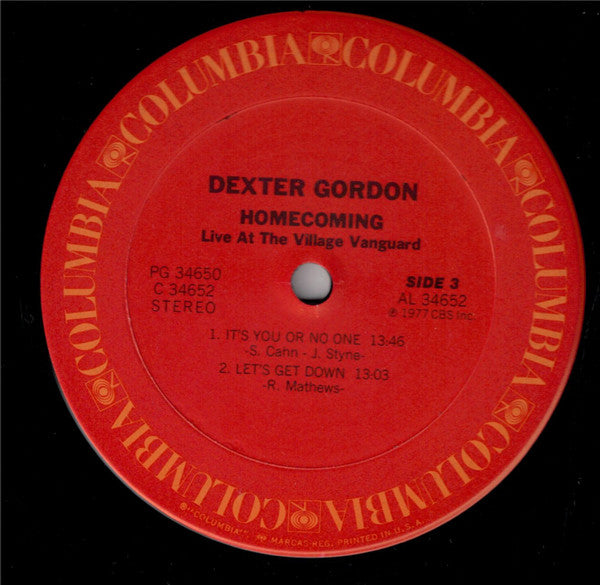 COLUMBIA COLUMBIA COLUMBIA COLUMBIA COLUMBIA COLUMBIA COLUMBIA COLUMBIA
DEXTER GORDON
HOMECOMING
Live At The Village Vanguard
PG 34650
C 34652
STEREO
SIDE 3
AL 34652
℗ 1977 CBS Inc.
1. IT'S YOU OR NO ONE 13:46
-S. Cahn - J. Styne-
2. LET'S GET DOWN 13:03
-R. Mathews-
®"COLUMBIA" ® MARCAS REG. PRINTED IN U.S.A.